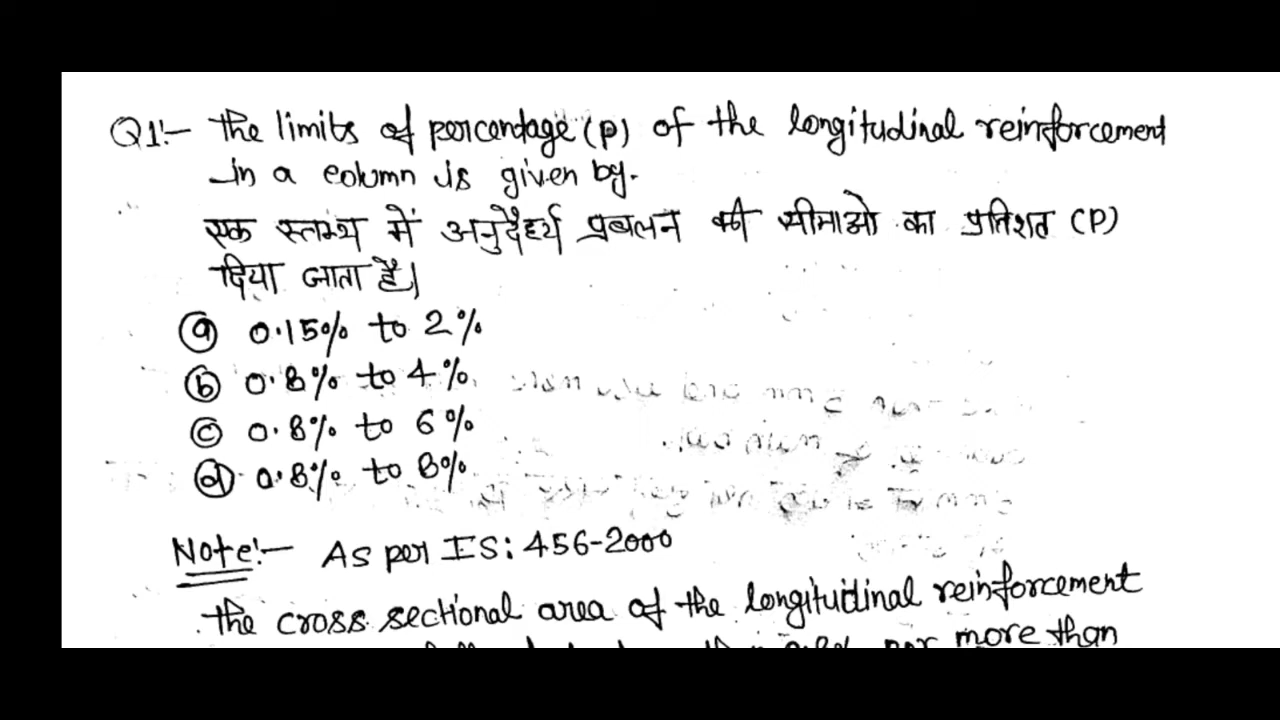 Q1:- The limits of percentage (P) of the longitudinal reinforcement
in a column is given by.
एक स्तम्भ में अनुदैर्ध्य प्रबलन की सीमाओ का प्रतिशत (P)
दिया जाता है।
(a) 0.15% to 2%
(b) 0.8% to 4%
(c) 0.8% to 6%
(d) 0.8% to 8%
Note:- As per IS: 456-2000
The cross sectional area of the longitudinal reinforcement
per more than